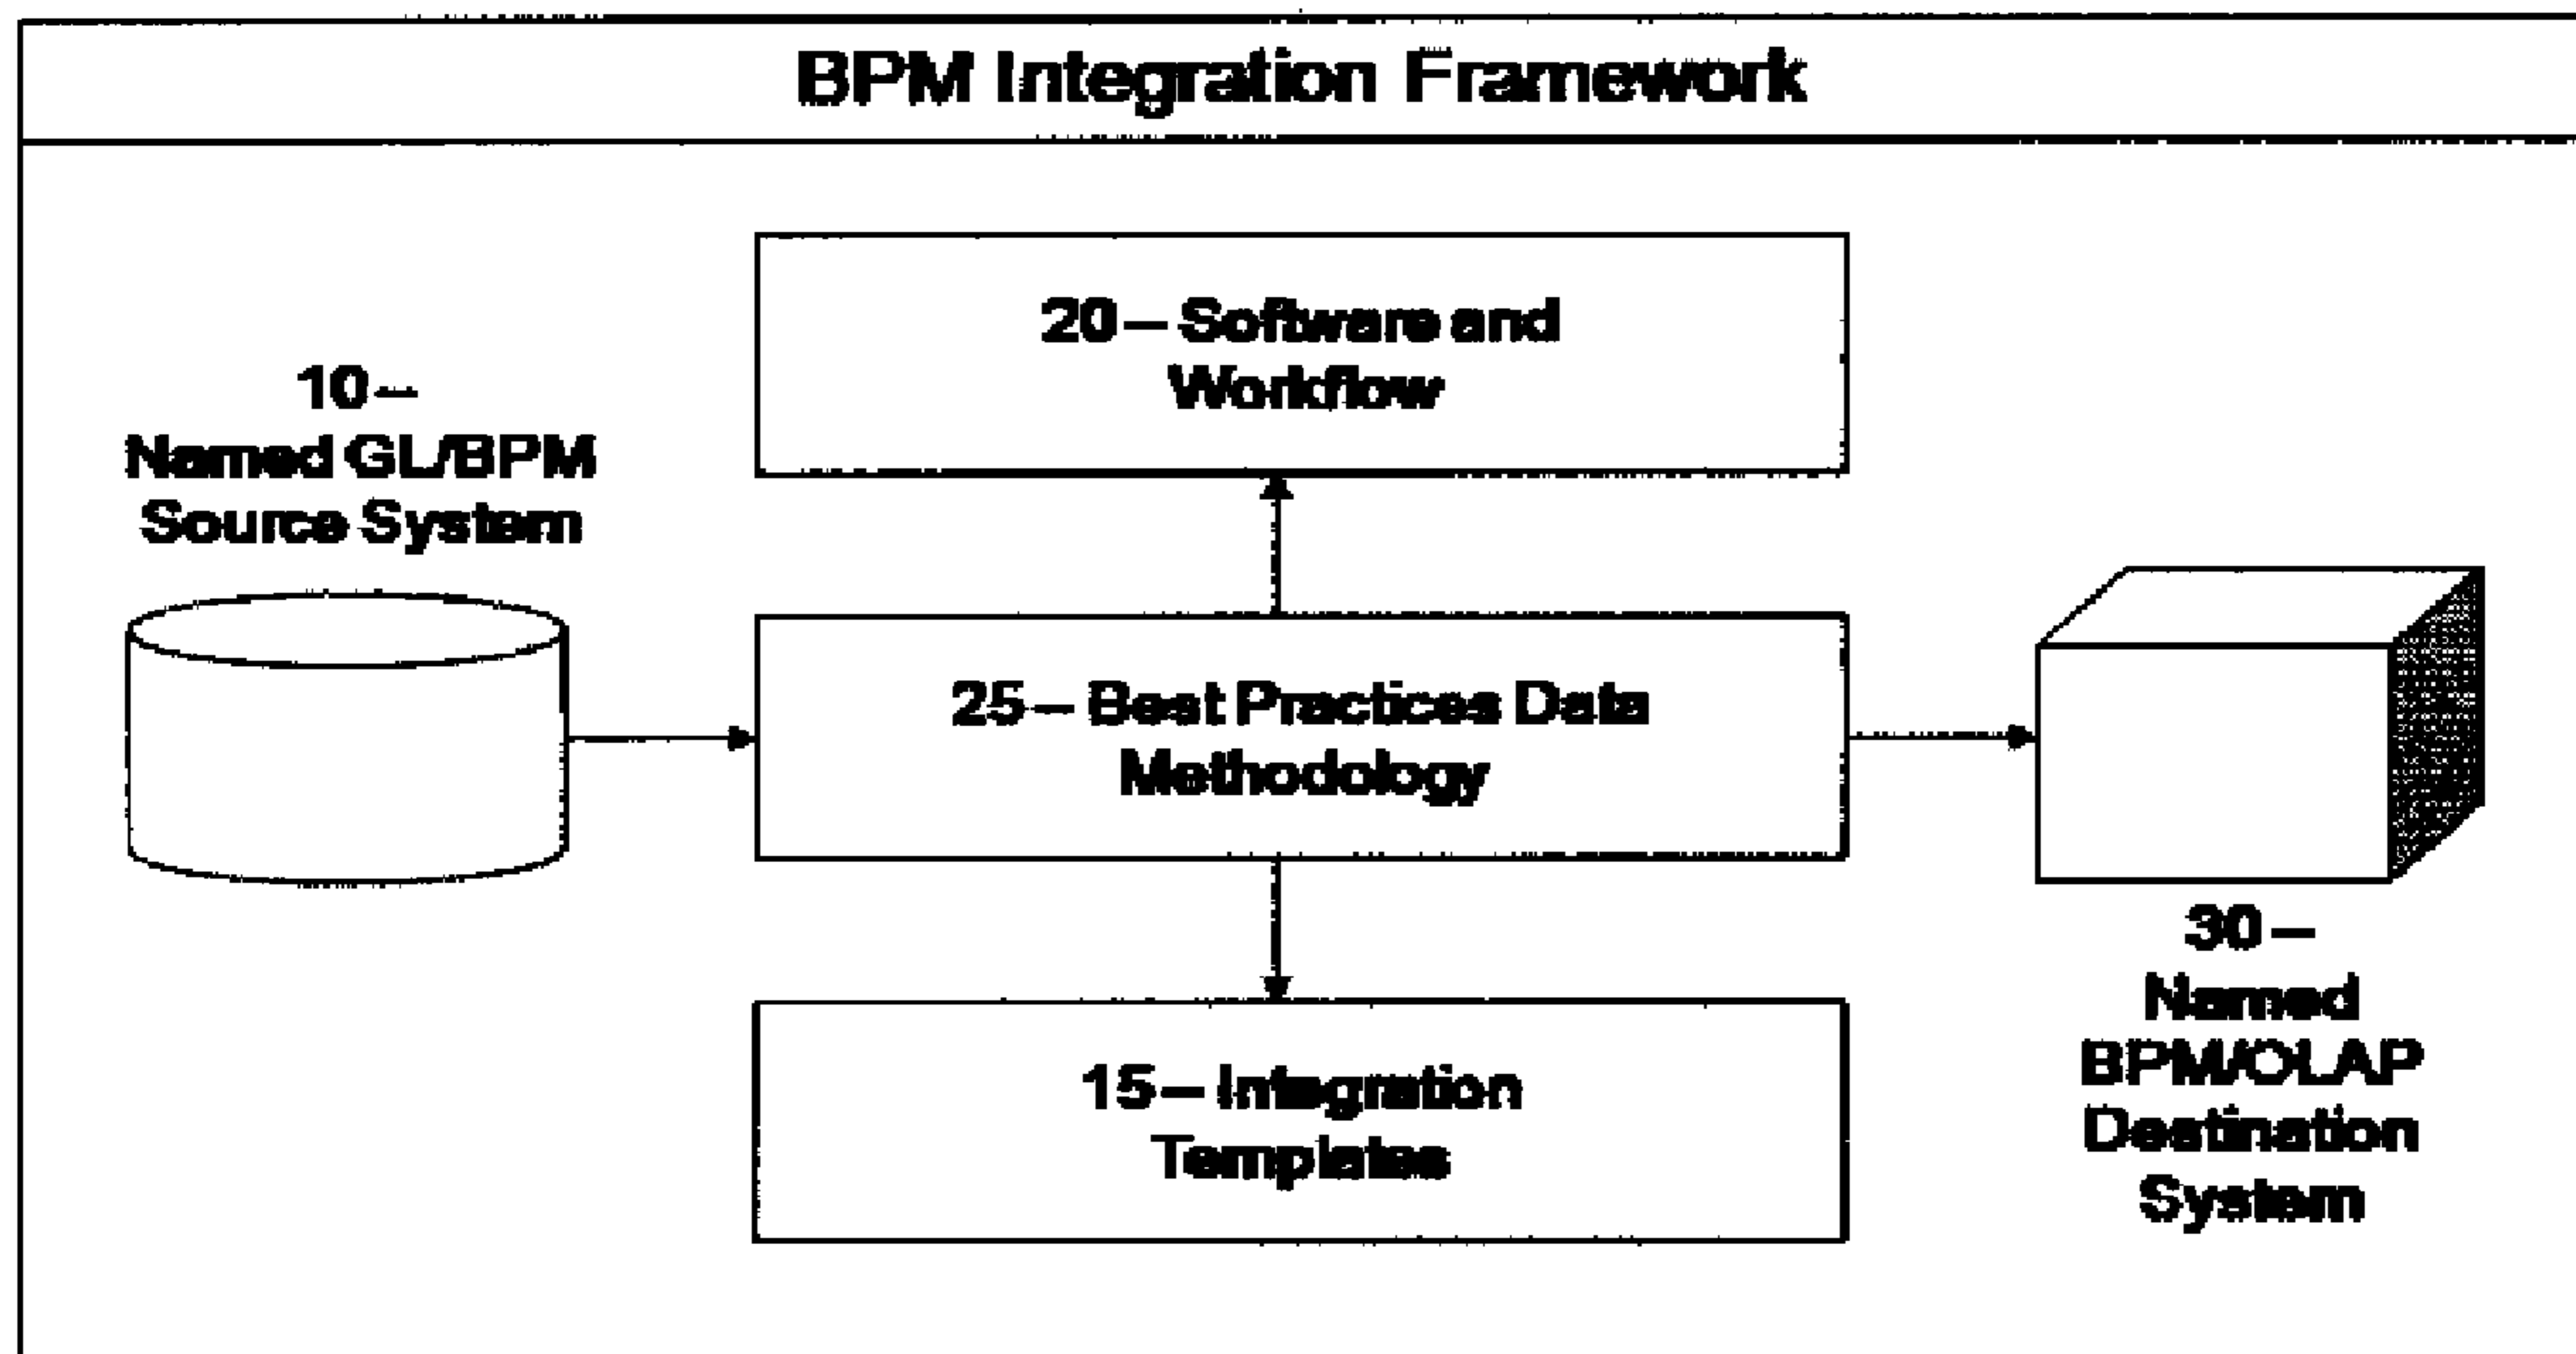 BPM Integration Framework
20 – Software and
Workflow
10 –
Named GL/BPM
Source System
25 – Best Practices Data
Methodology
15 – Integration
Templates
30 –
Named
BPM/OLAP
Destination
System